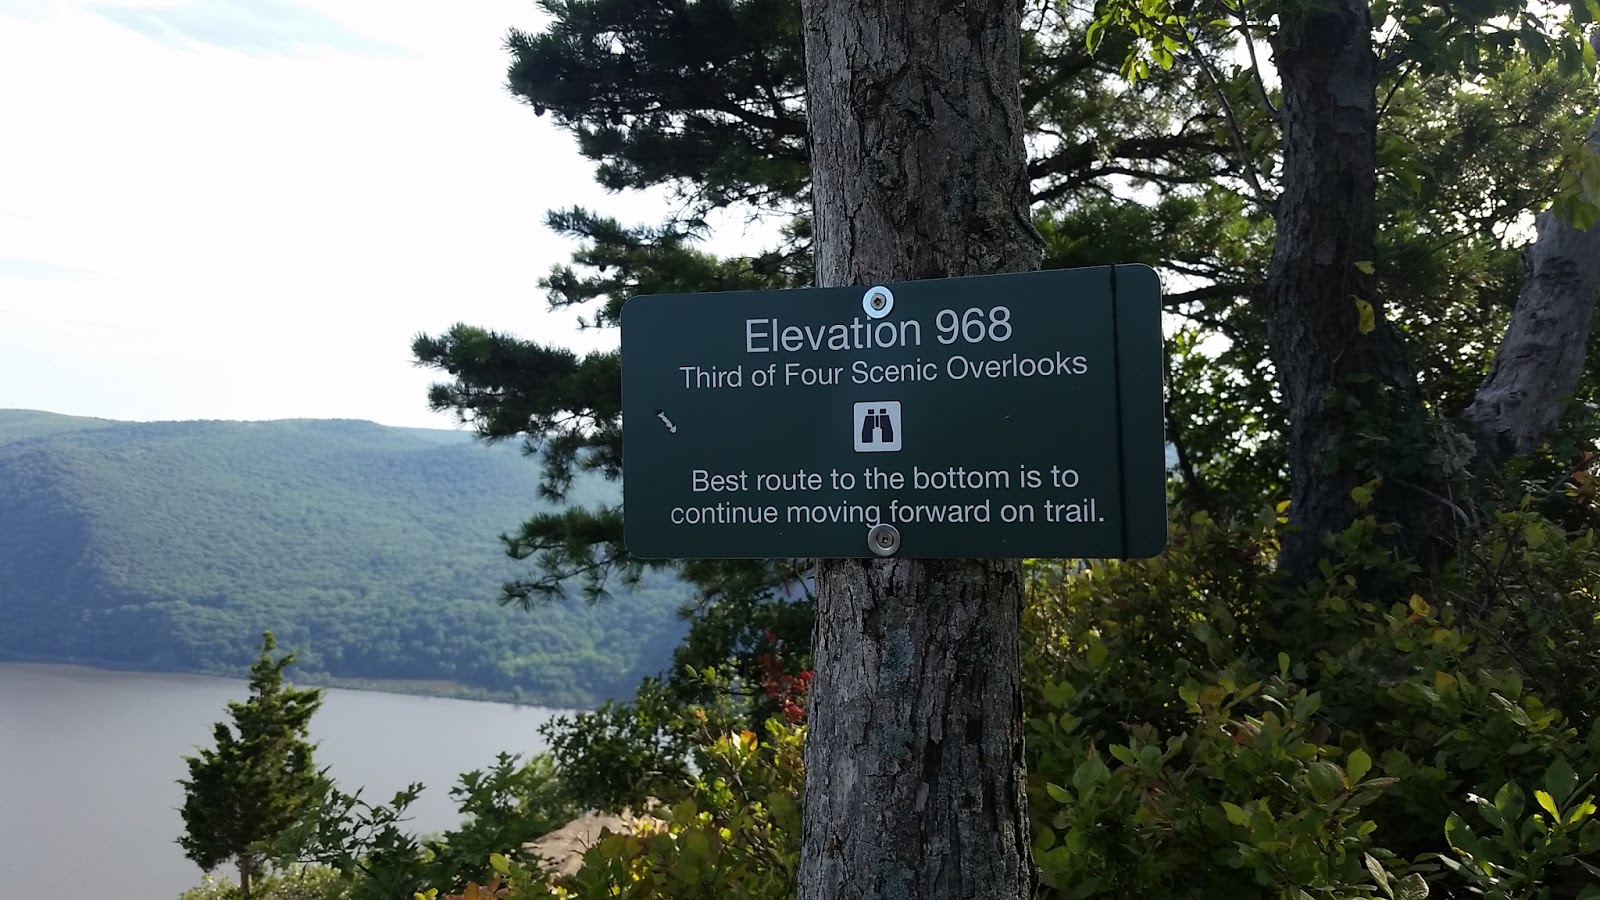 Elevation 968
Third of Four Scenic Overlooks
Best route to the bottom is to
continue moving forward on trail.